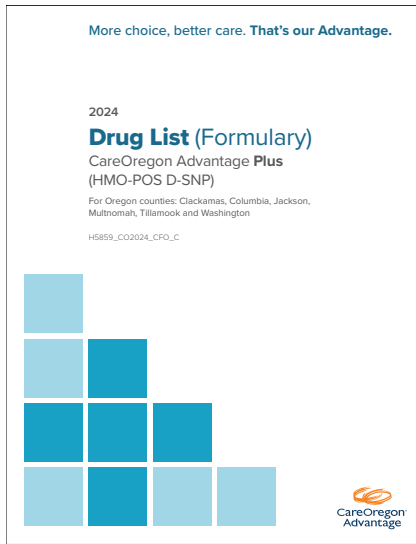 More choice, better care. That's our Advantage.
2024
Drug List (Formulary)
CareOregon Advantage Plus
(HMO-POS D-SNP)
For Oregon counties: Clackamas, Columbia, Jackson,
Multnomah, Tillamook and Washington
H5859_CO2024_CFO_C
CareOregon®
Advantage